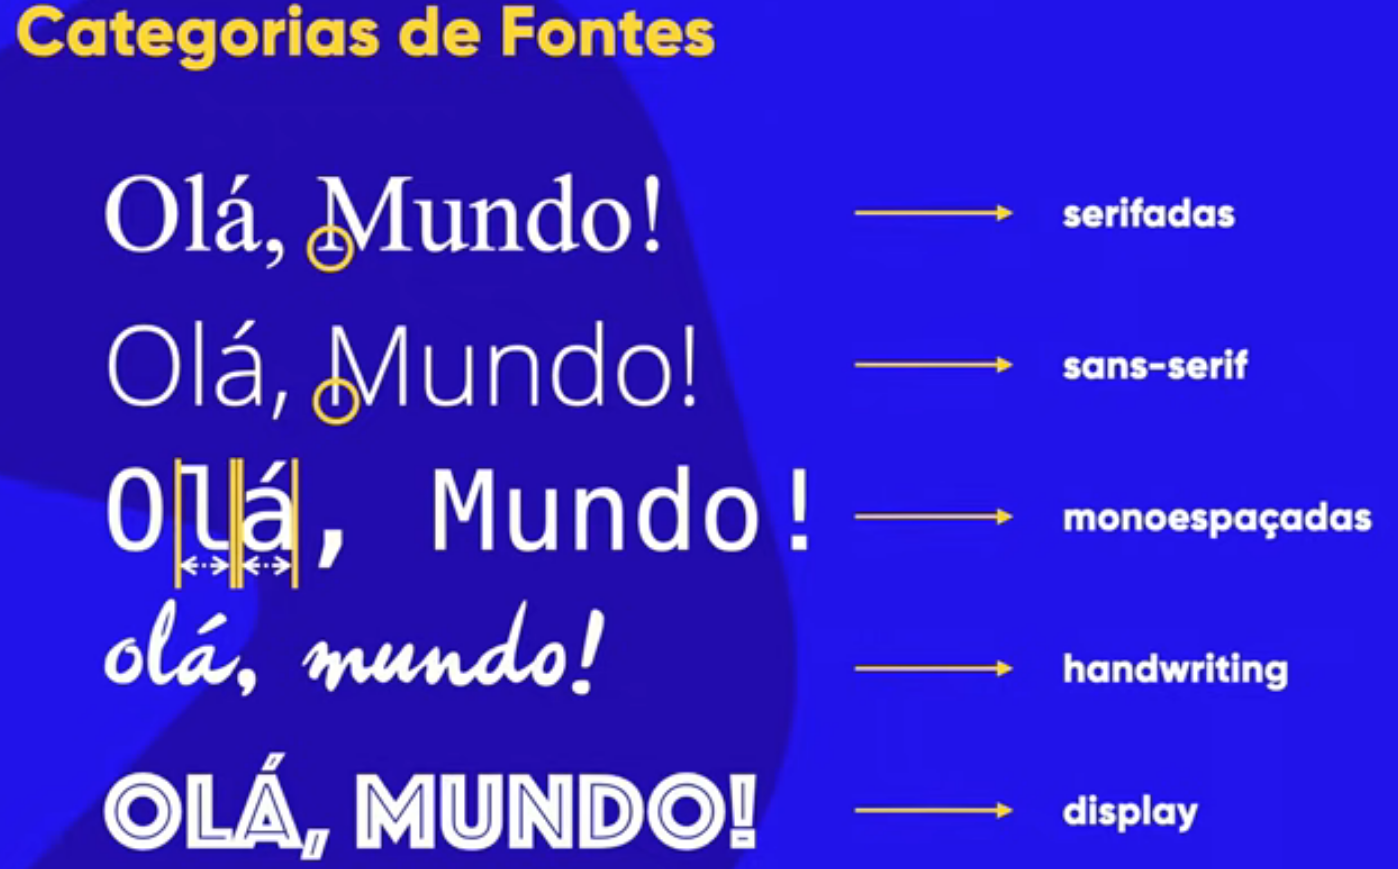 Categorias de Fontes
Olá, Mundo! serifadas
Olá, Mundo! sans-serif
Olá, Mundo! monoespaçadas
olá, mundo! handwriting
OLÁ, MUNDO! display